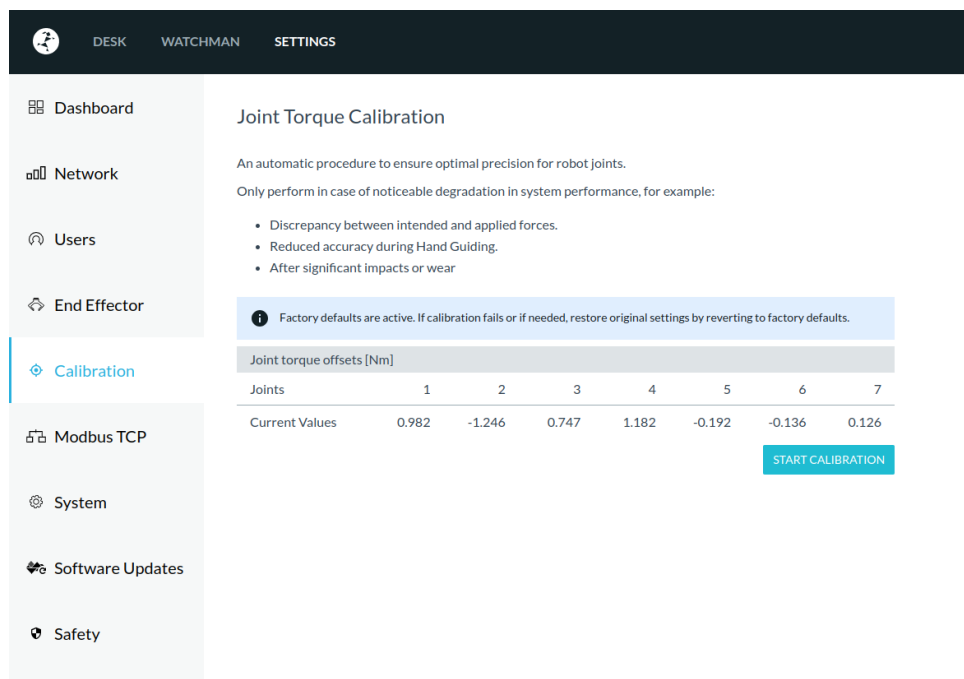 DESK WATCHMAN SETTINGS
Dashboard
Network
Users
End Effector
Calibration
Modbus TCP
System
Software Updates
Safety
Joint Torque Calibration
An automatic procedure to ensure optimal precision for robot joints.
Only perform in case of noticeable degradation in system performance, for example:
• Discrepancy between intended and applied forces.
• Reduced accuracy during Hand Guiding.
• After significant impacts or wear
Factory defaults are active. If calibration fails or if needed, restore original settings by reverting to factory defaults.
Joint torque offsets [Nm]
Joints 1 2 3 4 5 6 7
Current Values 0.982 -1.246 0.747 1.182 -0.192 -0.136 0.126
START CALIBRATION